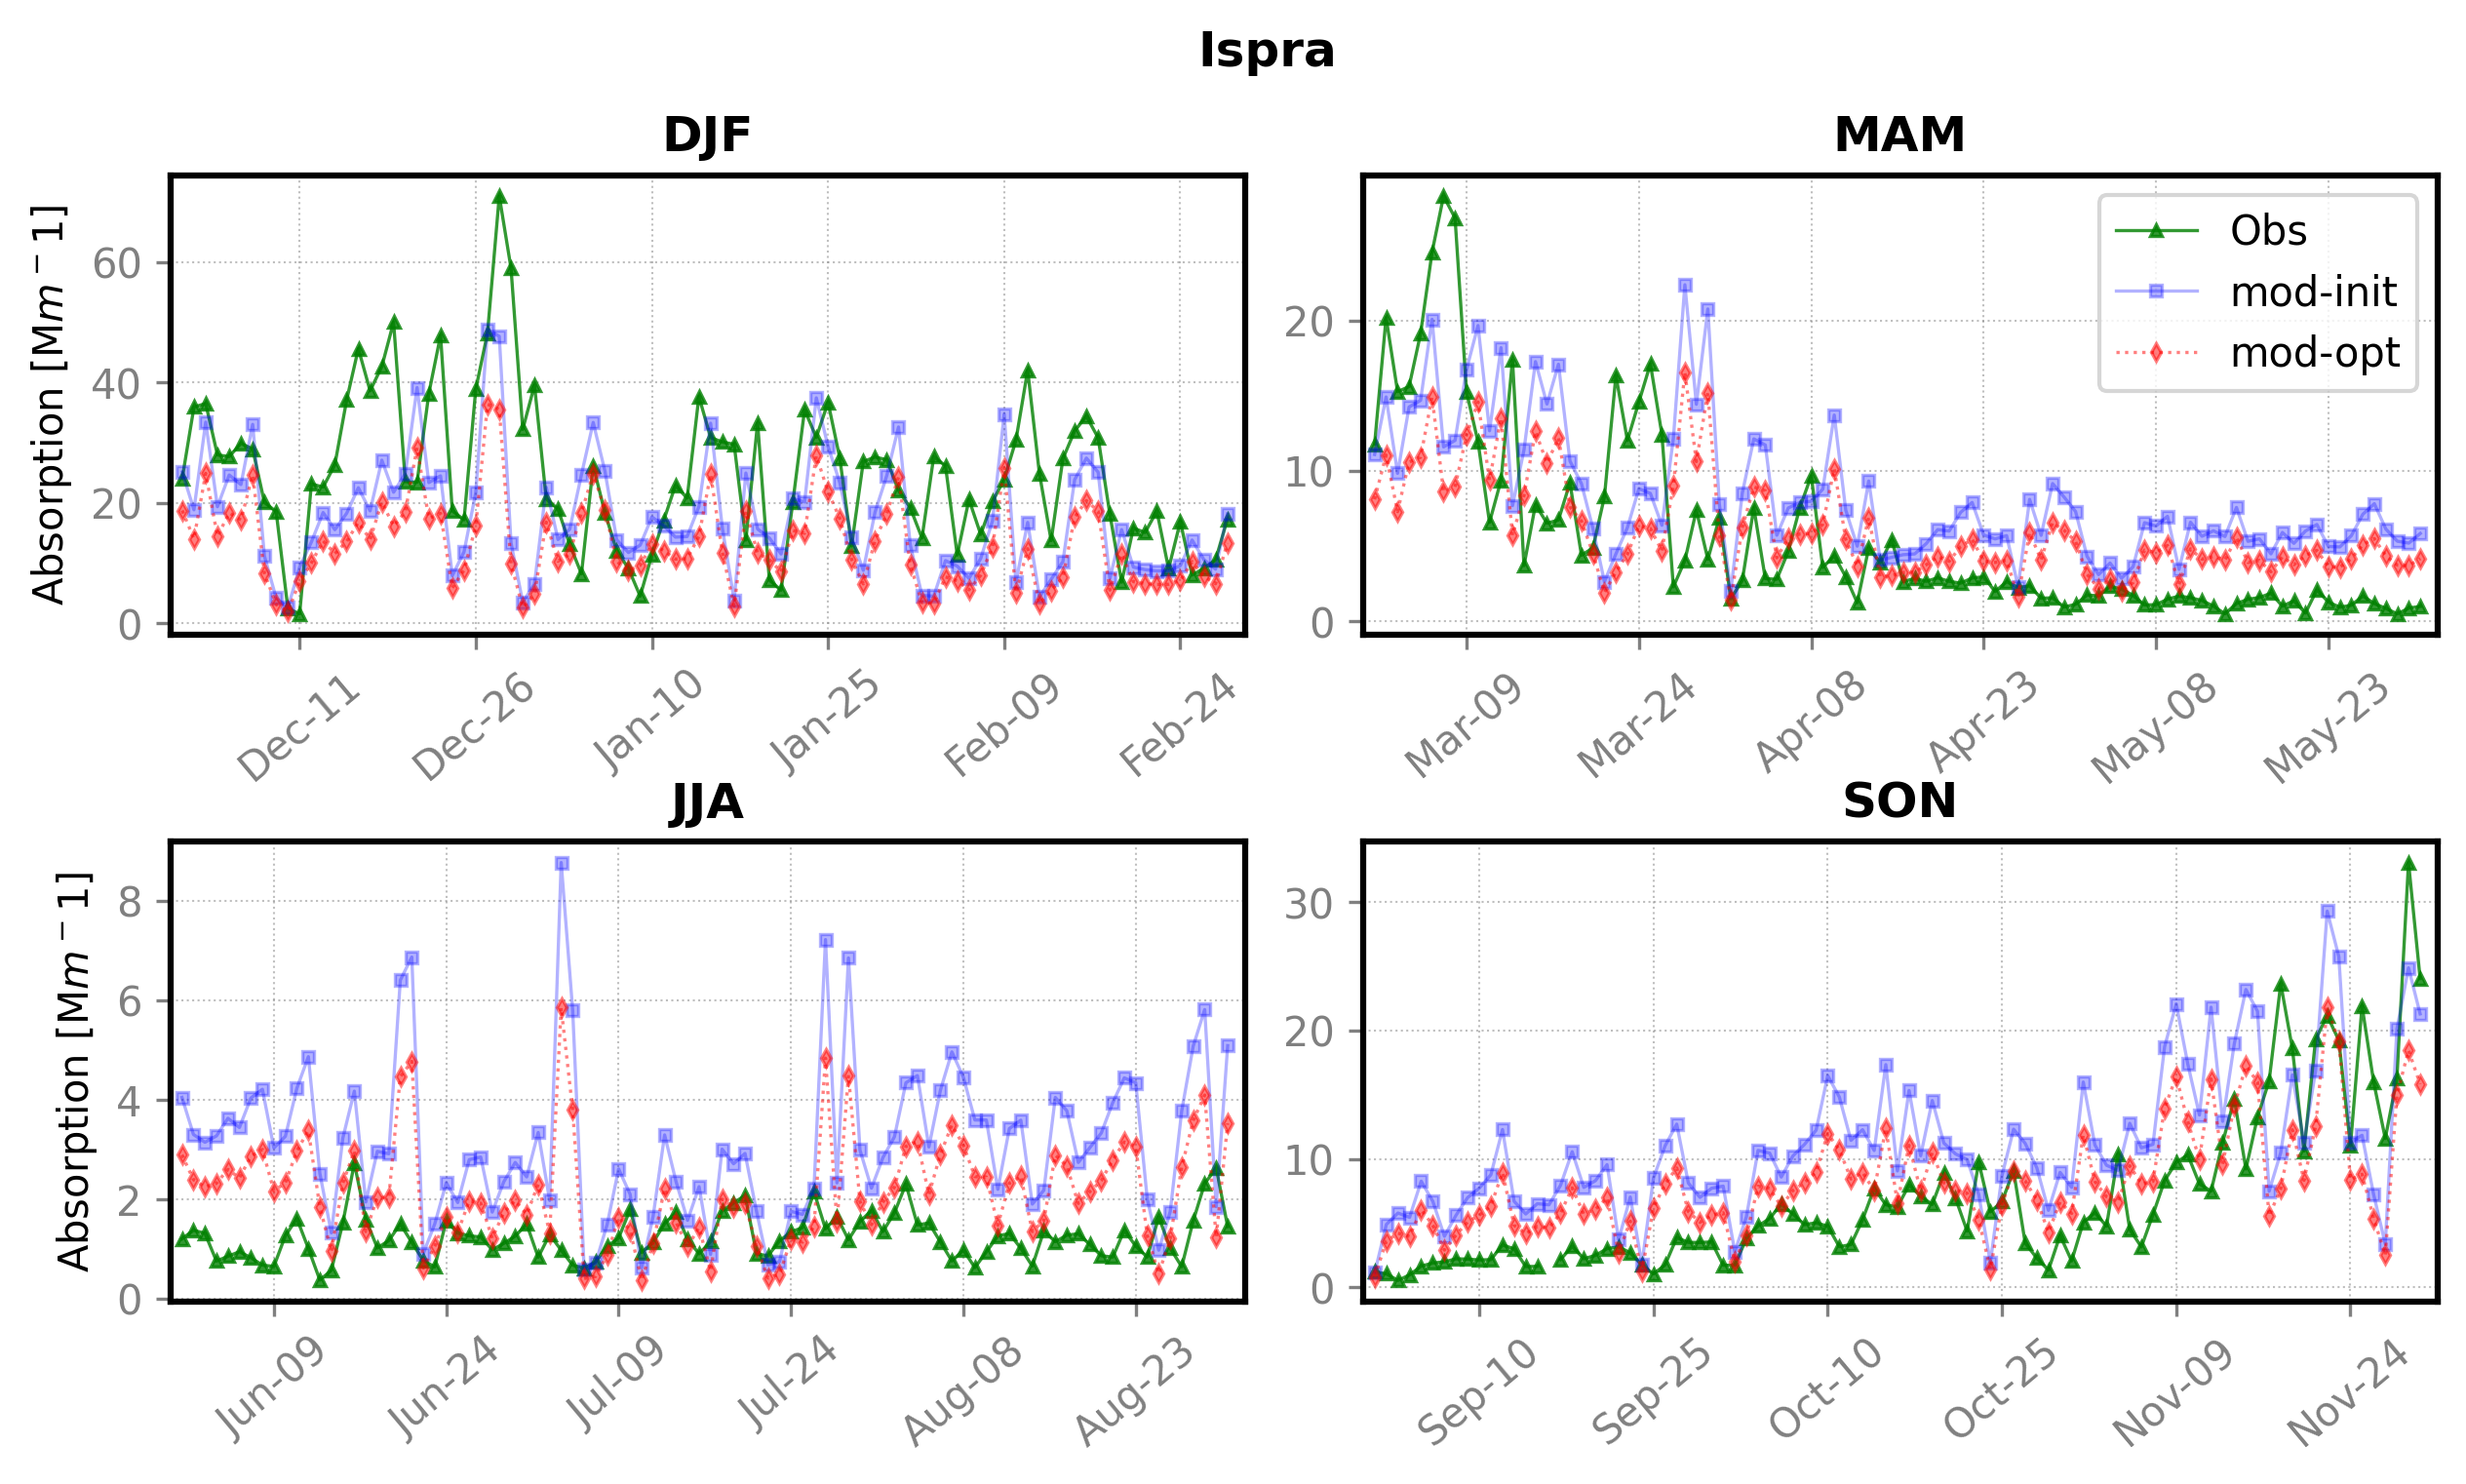 Ispra
DJF
MAM
Absorption [Mm − 1]
60
40
20
0
Dec-11
Dec-26
Jan-10
Jan-25
Feb-09
Feb-24
20
10
0
Mar-09
Mar-24
Apr-08
Apr-23
May-08
May-23
Obs
mod-init
mod-opt
JJA
SON
Absorption [Mm − 1]
8
6
4
2
0
Jun-09
Jun-24
Jul-09
Jul-24
Aug-08
Aug-23
30
20
10
0
Sep-10
Sep-25
Oct-10
Oct-25
Nov-09
Nov-24